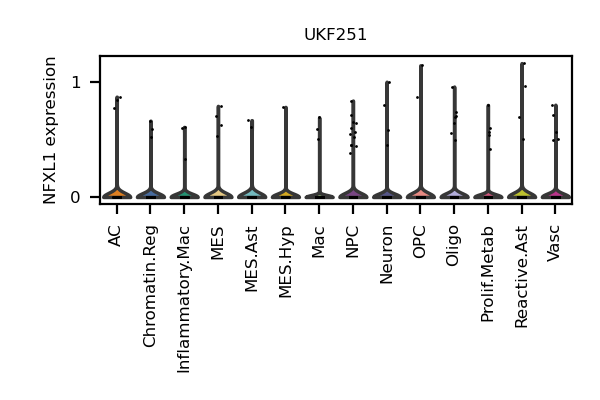 UKF251
NFXL1 expression
1
0
AC
Chromatin.Reg
Inflammatory.Mac
MES
MES.Ast
MES.Hyp
Mac
NPC
Neuron
OPC
Oligo
Prolif.Metab
Reactive.Ast
Vasc